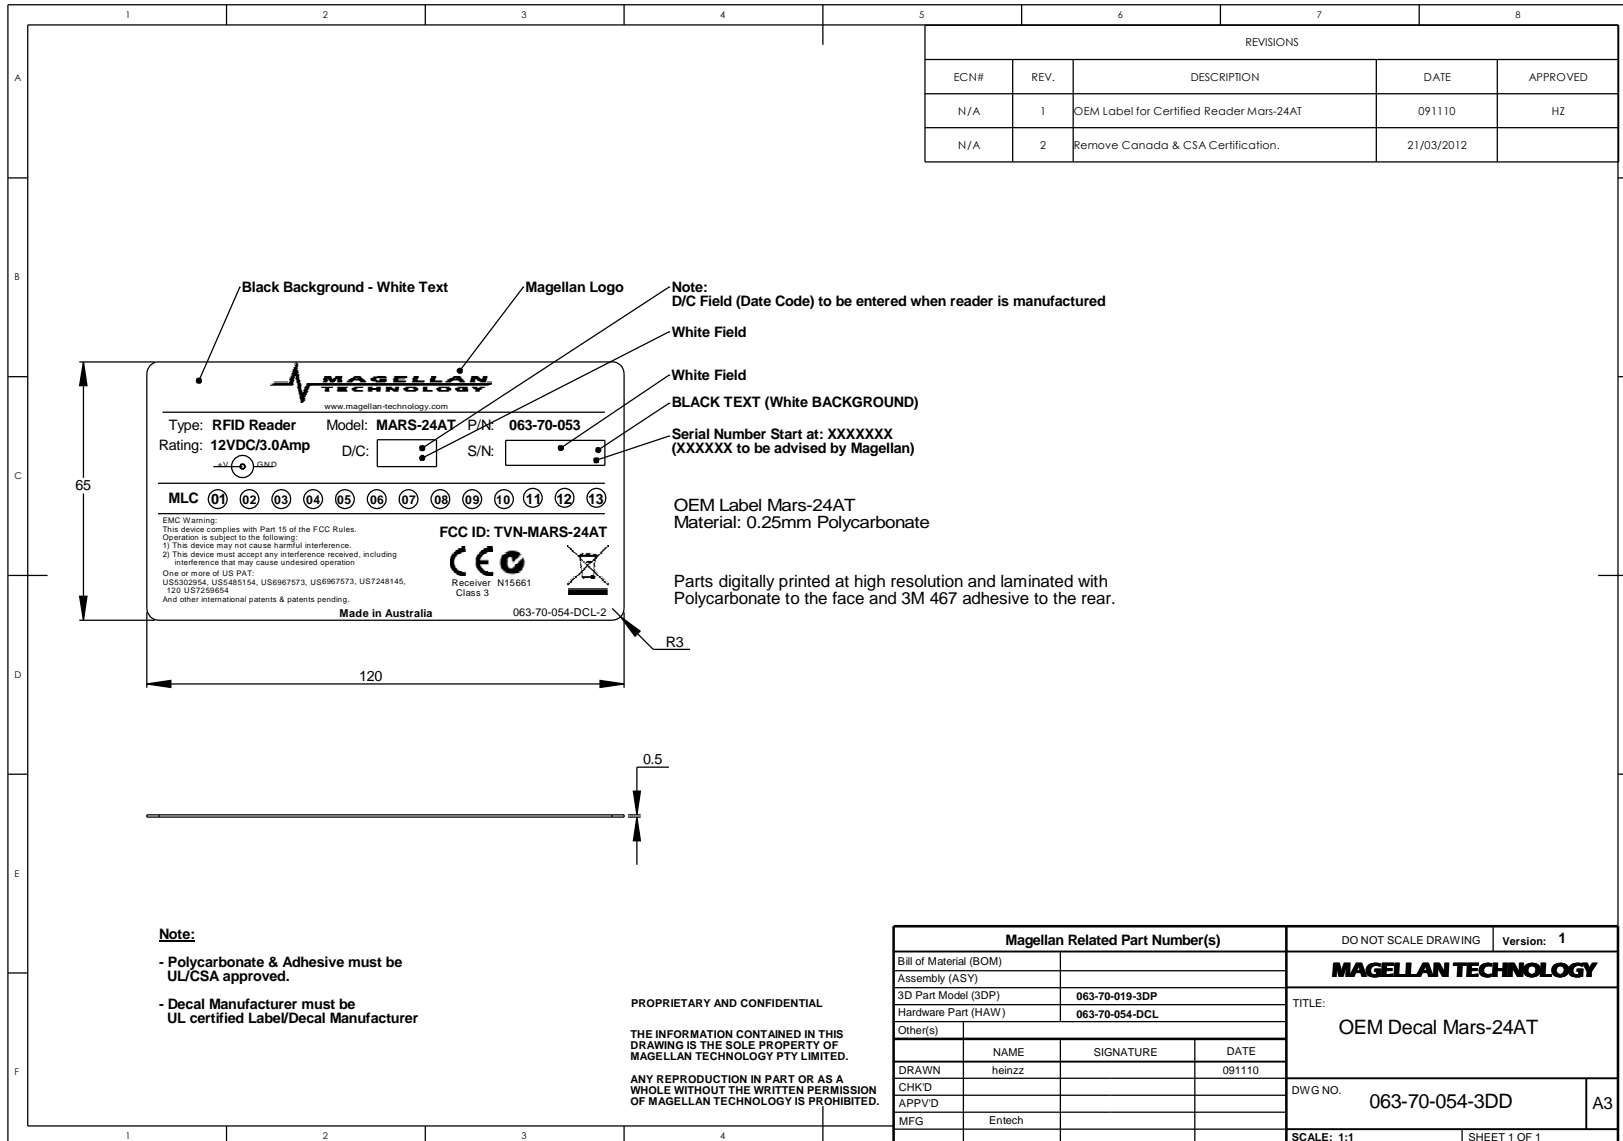 1 2 3 4 5 6 7 8
A
B
C
D
E
F
REVISIONS
ECN# REV. DESCRIPTION DATE APPROVED
N/A 1 OEM Label for Certified Reader Mars-24AT 091110 HZ
N/A 2 Remove Canada & CSA Certification. 21/03/2012
Black Background - White Text
Magellan Logo
Note:
D/C Field (Date Code) to be entered when reader is manufactured
White Field
White Field
BLACK TEXT (White BACKGROUND)
Serial Number Start at: XXXXXXX
(XXXXXX to be advised by Magellan)
MAGELLAN
TECHNOLOGY
www.magellan-technology.com
Type: RFID Reader Model: MARS-24AT P/N: 063-70-053
Rating: 12VDC/3.0Amp D/C: S/N:
+V GND
MLC 01 02 03 04 05 06 07 08 09 10 11 12 13
EMC Warning:
This device complies with Part 15 of the FCC Rules.
Operation is subject to the following:
1) This device may not cause harmful interference.
2) This device must accept any interference received, including
interference that may cause undesired operation
One or more of US PAT:
US5302954, US5485154, US6967573, US6967573, US7248145,
120 US7259654
And other international patents & patents pending.
FCC ID: TVN-MARS-24AT
CE
Receiver N15661
Class 3
Made in Australia 063-70-054-DCL-2
65
120
R3
0.5
OEM Label Mars-24AT
Material: 0.25mm Polycarbonate
Parts digitally printed at high resolution and laminated with
Polycarbonate to the face and 3M 467 adhesive to the rear.
Note:
- Polycarbonate & Adhesive must be
UL/CSA approved.
- Decal Manufacturer must be
UL certified Label/Decal Manufacturer
PROPRIETARY AND CONFIDENTIAL
THE INFORMATION CONTAINED IN THIS
DRAWING IS THE SOLE PROPERTY OF
MAGELLAN TECHNOLOGY PTY LIMITED.
ANY REPRODUCTION IN PART OR AS A
WHOLE WITHOUT THE WRITTEN PERMISSION
OF MAGELLAN TECHNOLOGY IS PROHIBITED.
Magellan Related Part Number(s)
Bill of Material (BOM)
Assembly (ASY)
3D Part Model (3DP) 063-70-019-3DP
Hardware Part (HAW) 063-70-054-DCL
Other(s)
NAME SIGNATURE DATE
DRAWN heinzz 091110
CHK'D
APPV'D
MFG Entech
DO NOT SCALE DRAWING Version: 1
MAGELLAN TECHNOLOGY
TITLE:
OEM Decal Mars-24AT
DWG NO.
063-70-054-3DD A3
SCALE: 1:1 SHEET 1 OF 1
1 2 3 4